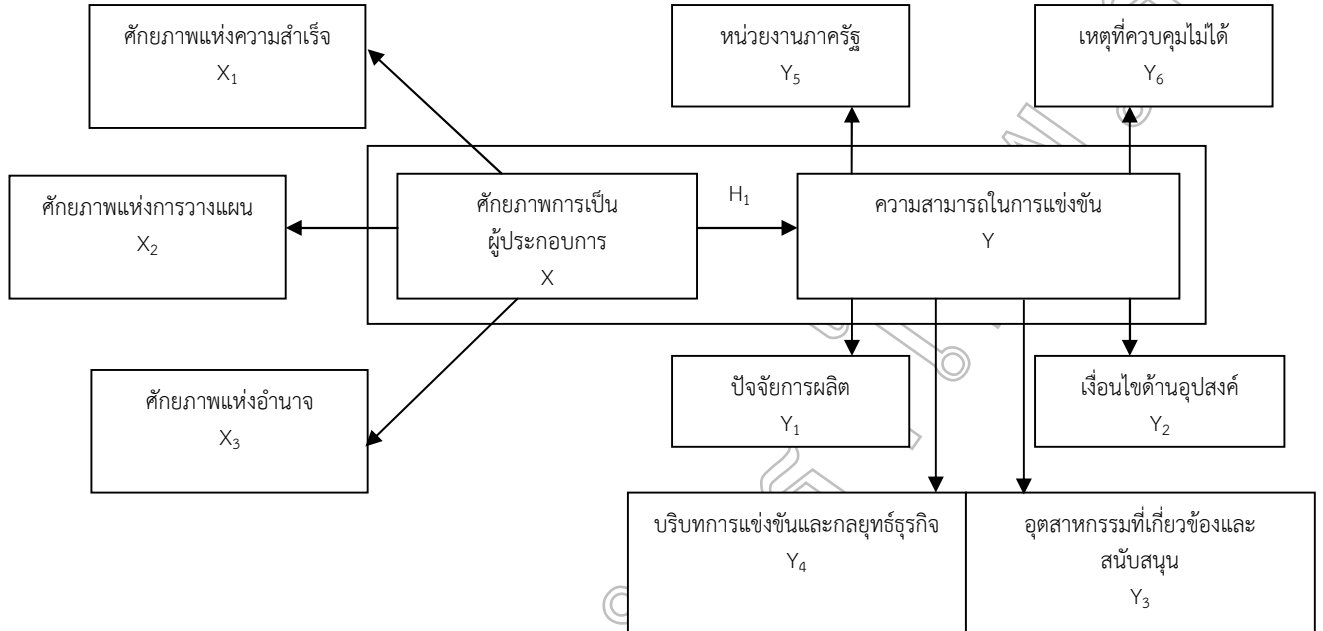 ศักยภาพแห่งความสำเร็จ
X₁
หน่วยงานภาครัฐ
Y₅
เหตุที่ควบคุมไม่ได้
Y₆
ศักยภาพแห่งการวางแผน
X₂
ศักยภาพการเป็น
ผู้ประกอบการ
X
H₁
ความสามารถในการแข่งขัน
Y
ศักยภาพแห่งอำนาจ
X₃
ปัจจัยการผลิต
Y₁
เงื่อนไขด้านอุปสงค์
Y₂
บริบทการแข่งขันและกลยุทธ์ธุรกิจ
Y₄
อุตสาหกรรมที่เกี่ยวข้องและ
สนับสนุน
Y₃